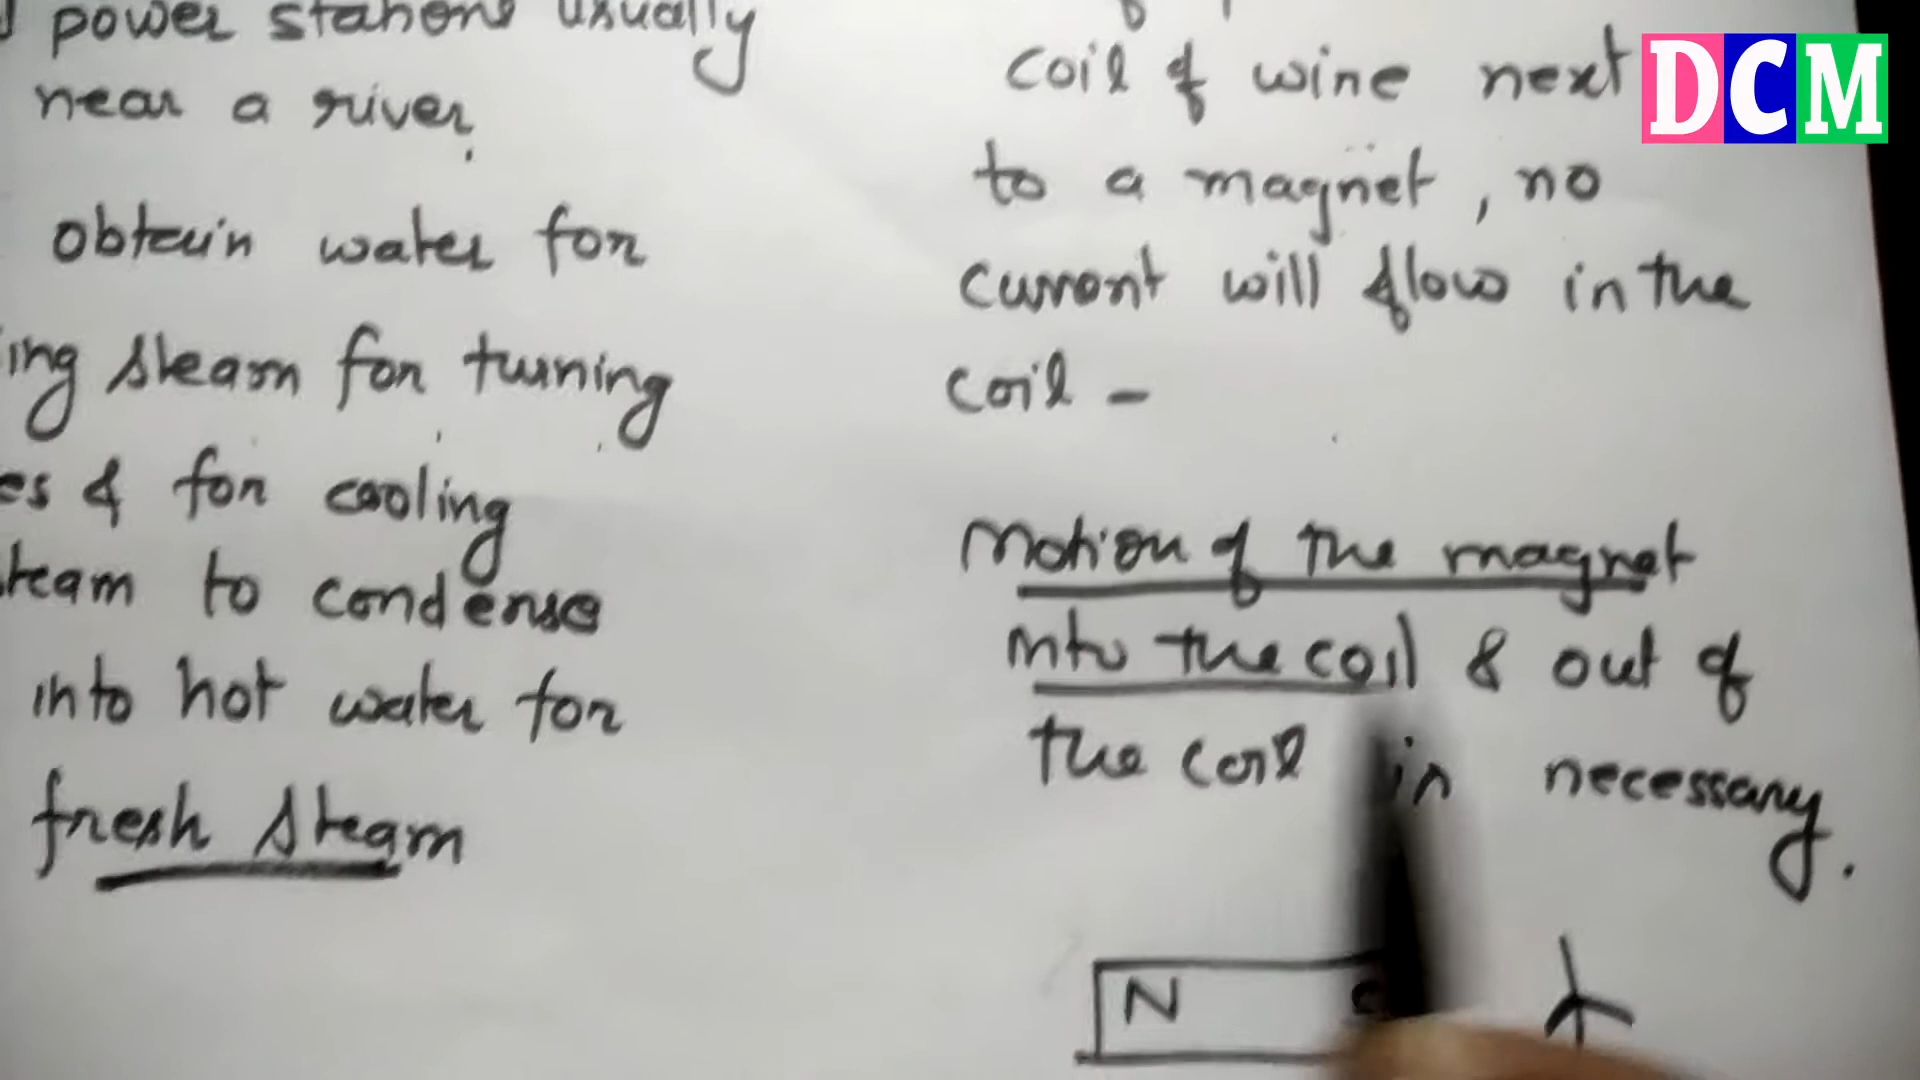 power stations usually
near a river.
obtain water for
ing steam for turning
es & for cooling
team to condense
into hot water for
fresh steam
coil of wire next
to a magnet, no
current will flow in the
coil -
Motion of the magnet
into the coil & out of
the coil in necessary.
N
DCM